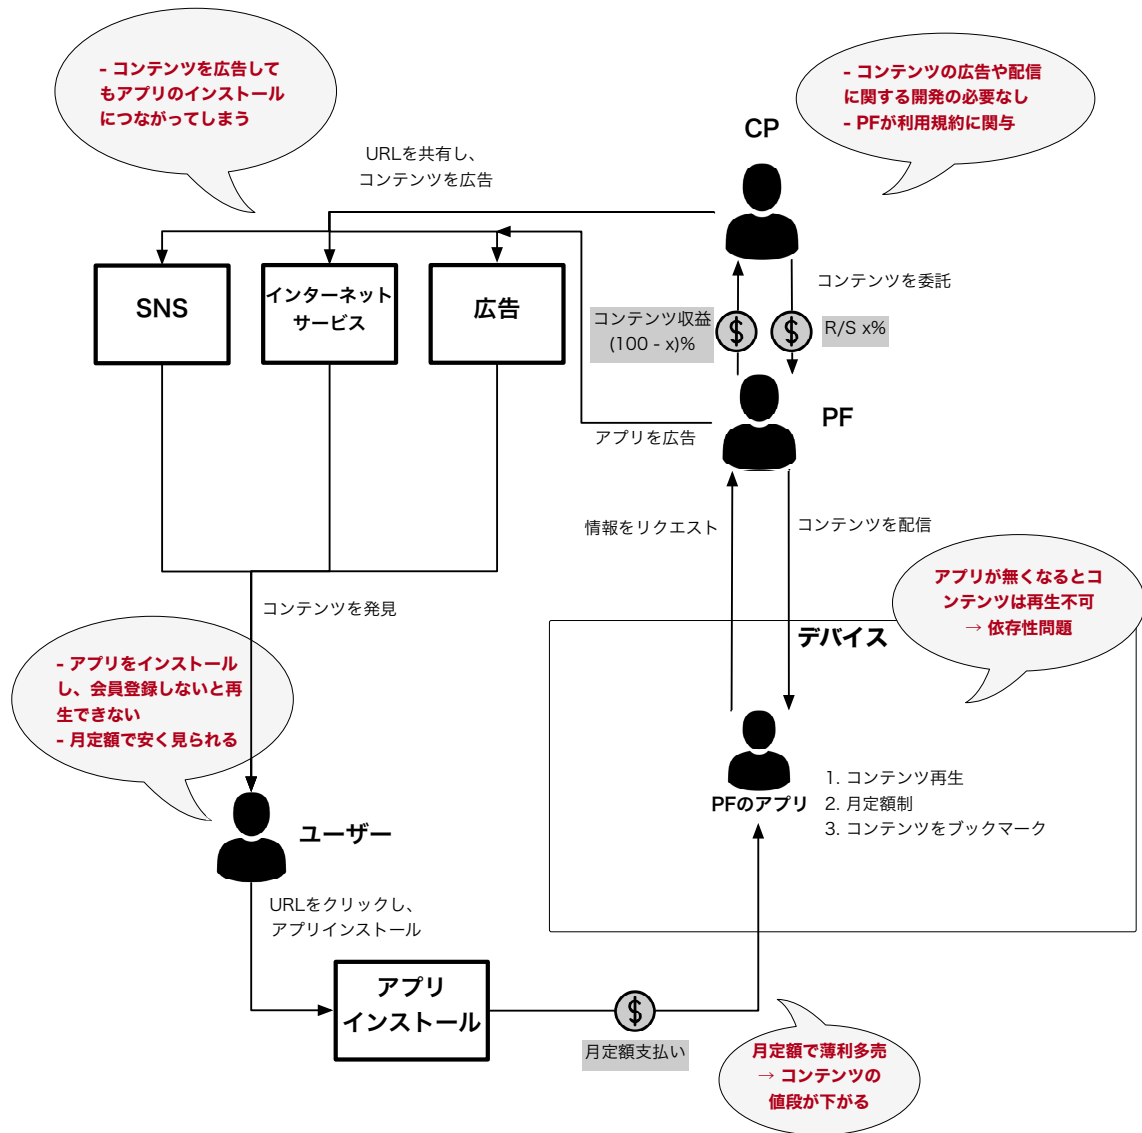 - コンテンツを広告して
もアプリのインストール
につながってしまう
- コンテンツの広告や配信
に関する開発の必要なし
- PFが利用規約に関与
CP
URLを共有し、
コンテンツを広告
SNS
インターネット
サービス
広告
コンテンツを委託
コンテンツ収益
(100 - x)%
$
$
R/S x%
PF
アプリを広告
情報をリクエスト
コンテンツを配信
アプリが無くなるとコ
ンテンツは再生不可
→ 依存性問題
コンテンツを発見
デバイス
- アプリをインストール
し、会員登録しないと再
生できない
- 月定額で安く見られる
PFのアプリ
1. コンテンツ再生
2. 月定額制
3. コンテンツをブックマーク
ユーザー
URLをクリックし、
アプリインストール
アプリ
インストール
$
月定額支払い
月定額で薄利多売
→ コンテンツの
値段が下がる